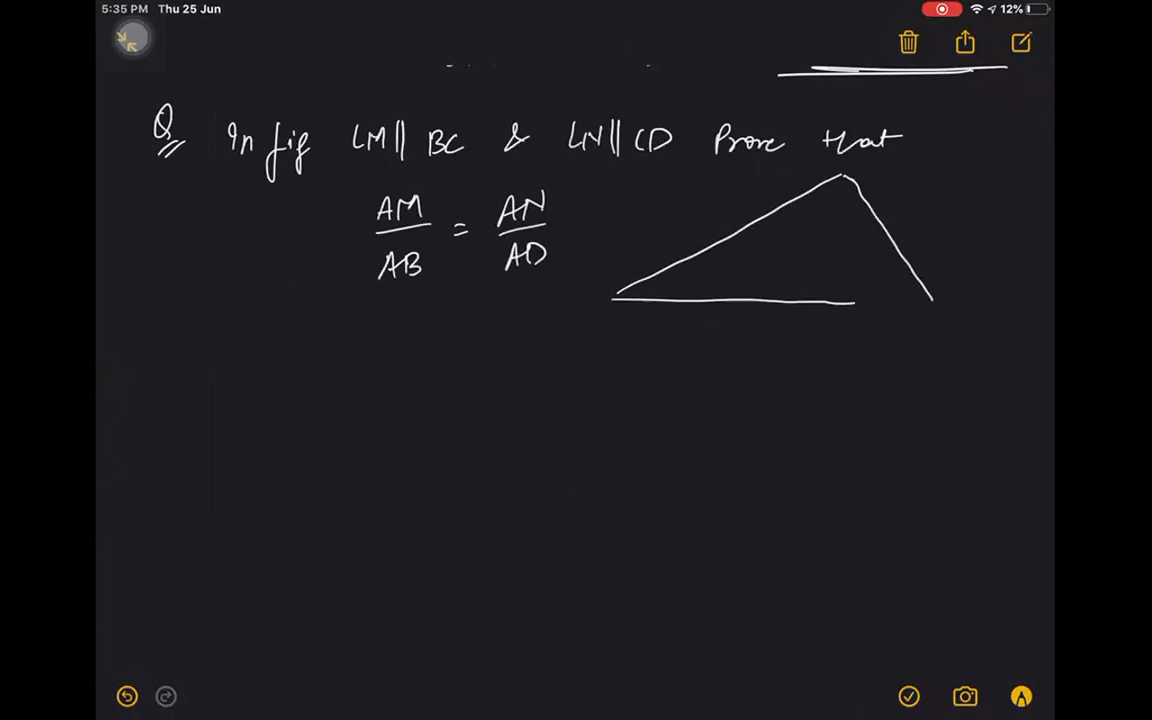 5:35 PM Thu 25 Jun 12%
Q In fig LM || BC & LN || CD Prove that
AM/AB = AN/AD